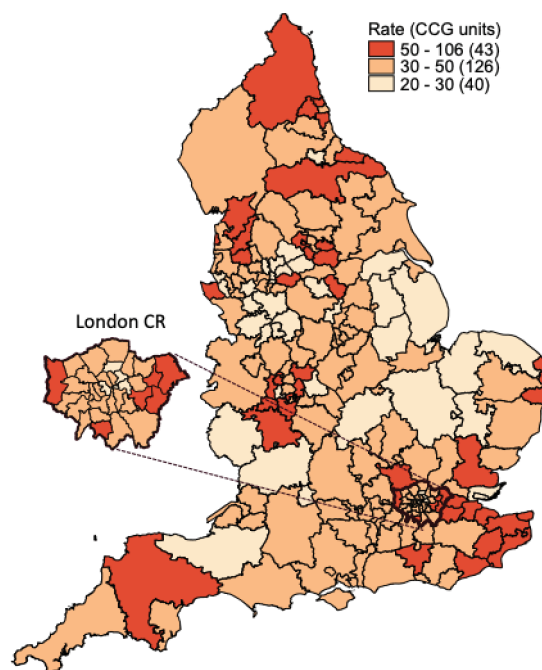 Rate (CCG units)
50 - 106 (43)
30 - 50 (126)
20 - 30 (40)
London CR